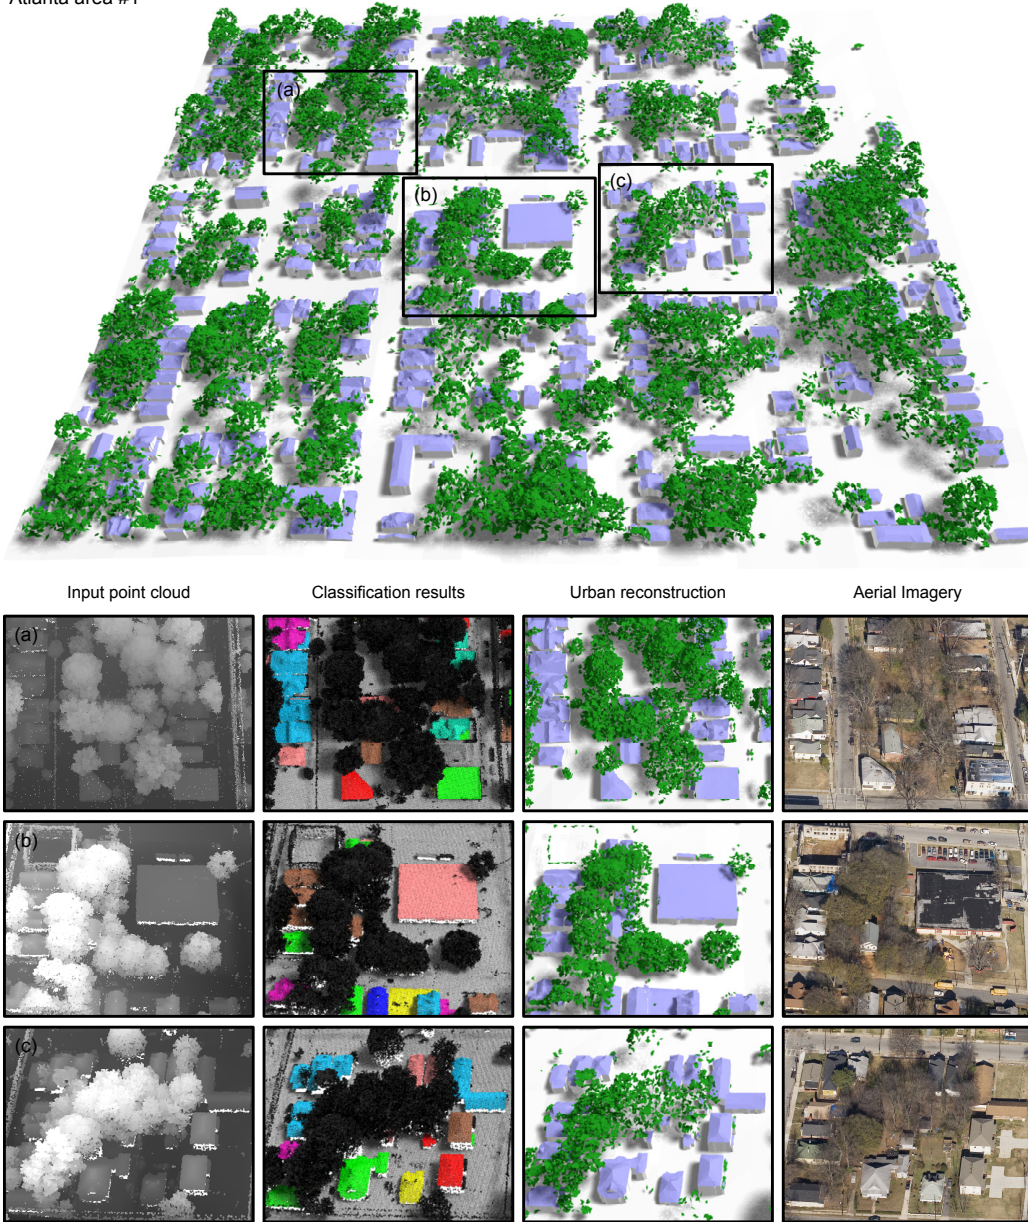 Atlanta area #1
(a)
(b)
(c)
Input point cloud
Classification results
Urban reconstruction
Aerial Imagery
(a)
(b)
(c)